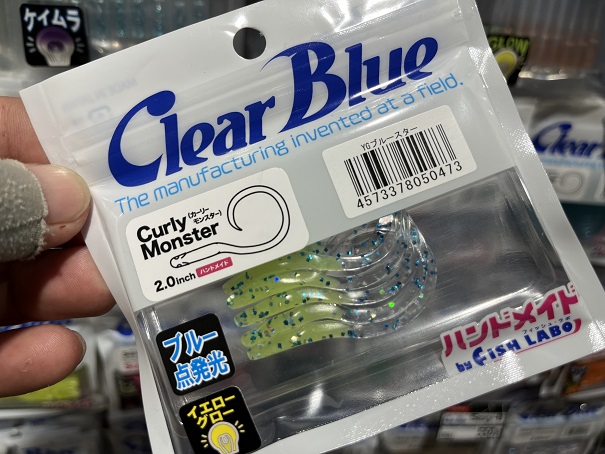 ケイムラ
GLOW
Clear Blue
The manufacturing invented at a field.
YGブルースター
4573378050473
Curly
(カーリー
モンスター)
Monster
2.0inch ハンドメイド
ブルー
点発光
イエロー
グロー
ハンドメイド
フィッシュ・ラボ
by FiSH LABO